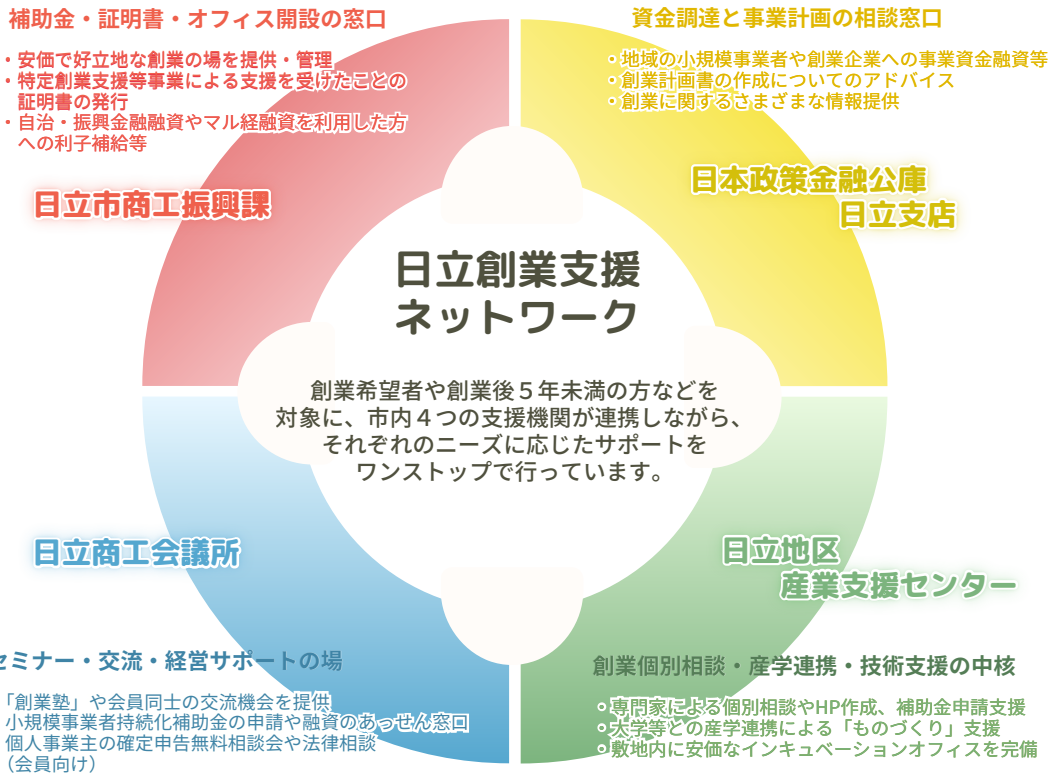 補助金・証明書・オフィス開設の窓口
・安価で好立地な創業の場を提供・管理
・特定創業支援等事業による支援を受けたことの
証明書の発行
・自治・振興金融融資やマル経融資を利用した方
への利子補給等
日立市商工振興課
資金調達と事業計画の相談窓口
・地域の小規模事業者や創業企業への事業資金融資等
・創業計画書の作成についてのアドバイス
・創業に関するさまざまな情報提供
日本政策金融公庫
日立支店
日立創業支援
ネットワーク
創業希望者や創業後５年未満の方などを
対象に、市内４つの支援機関が連携しながら、
それぞれのニーズに応じたサポートを
ワンストップで行っています。
日立商工会議所
セミナー・交流・経営サポートの場
「創業塾」や会員同士の交流機会を提供
小規模事業者持続化補助金の申請や融資のあっせん窓口
個人事業主の確定申告無料相談会や法律相談
（会員向け）
日立地区
産業支援センター
創業個別相談・産学連携・技術支援の中核
・専門家による個別相談やHP作成、補助金申請支援
・大学等との産学連携による「ものづくり」支援
・敷地内に安価なインキュベーションオフィスを完備